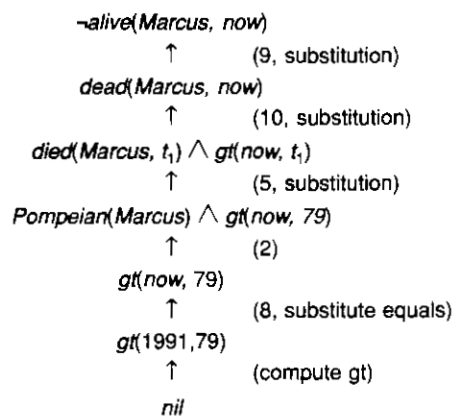 ¬alive(Marcus, now)
↑ (9, substitution)
dead(Marcus, now)
↑ (10, substitution)
died(Marcus, t₁) ∧ gt(now, t₁)
↑ (5, substitution)
Pompeian(Marcus) ∧ gt(now, 79)
↑ (2)
gt(now, 79)
↑ (8, substitute equals)
gt(1991,79)
↑ (compute gt)
nil